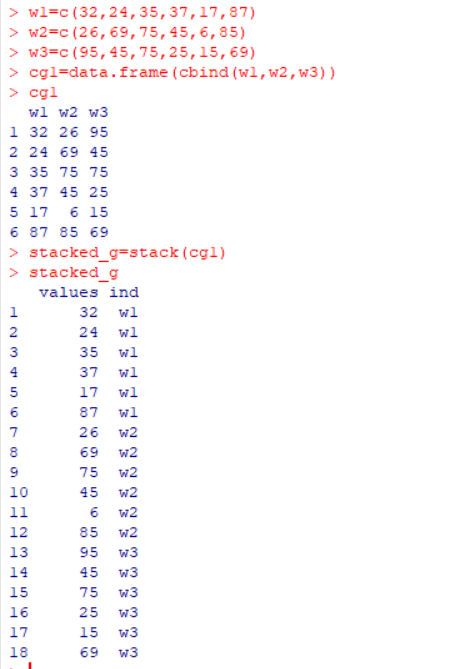 > w1=c(32,24,35,37,17,87)
> w2=c(26,69,75,45,6,85)
> w3=c(95,45,75,25,15,69)
> cg1=data.frame(cbind(w1,w2,w3))
> cg1
  w1 w2 w3
1 32 26 95
2 24 69 45
3 35 75 75
4 37 45 25
5 17  6 15
6 87 85 69
> stacked_g=stack(cg1)
> stacked_g
   values ind
1      32  w1
2      24  w1
3      35  w1
4      37  w1
5      17  w1
6      87  w1
7      26  w2
8      69  w2
9      75  w2
10     45  w2
11      6  w2
12     85  w2
13     95  w3
14     45  w3
15     75  w3
16     25  w3
17     15  w3
18     69  w3